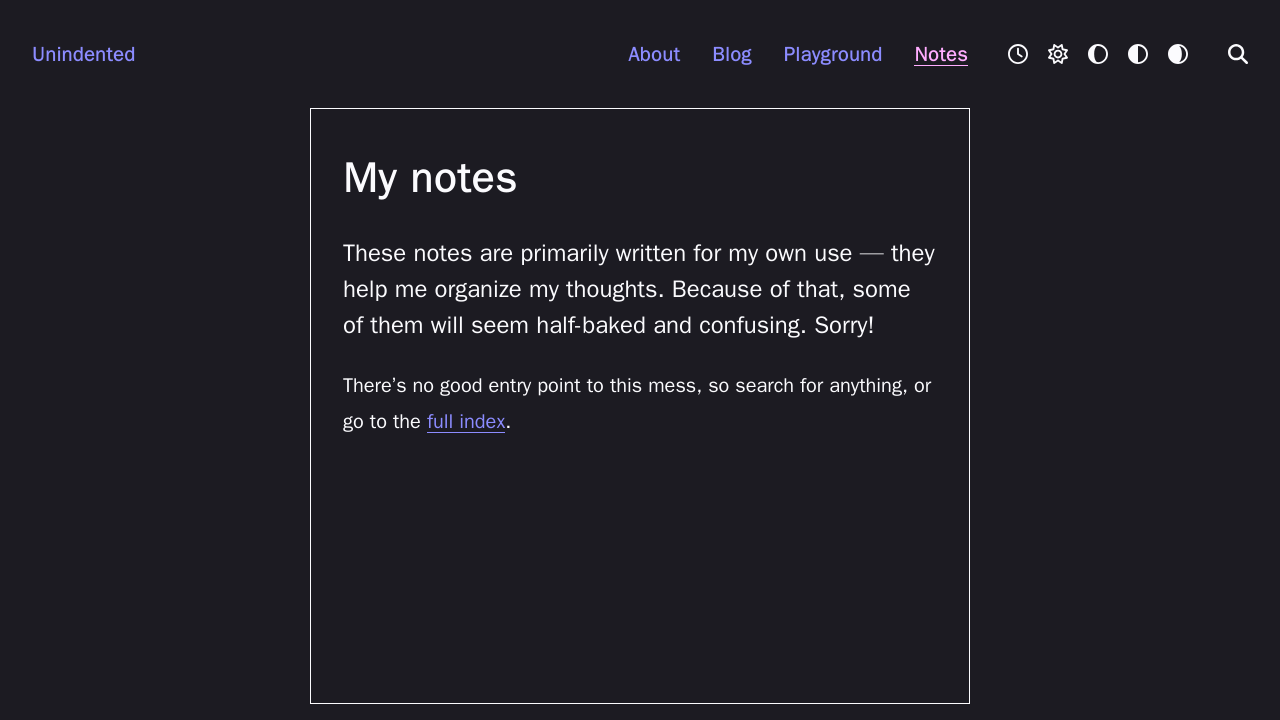 Unindented
About
Blog
Playground
Notes
My notes
These notes are primarily written for my own use — they
help me organize my thoughts. Because of that, some
of them will seem half-baked and confusing. Sorry!
There’s no good entry point to this mess, so search for anything, or
go to the full index.